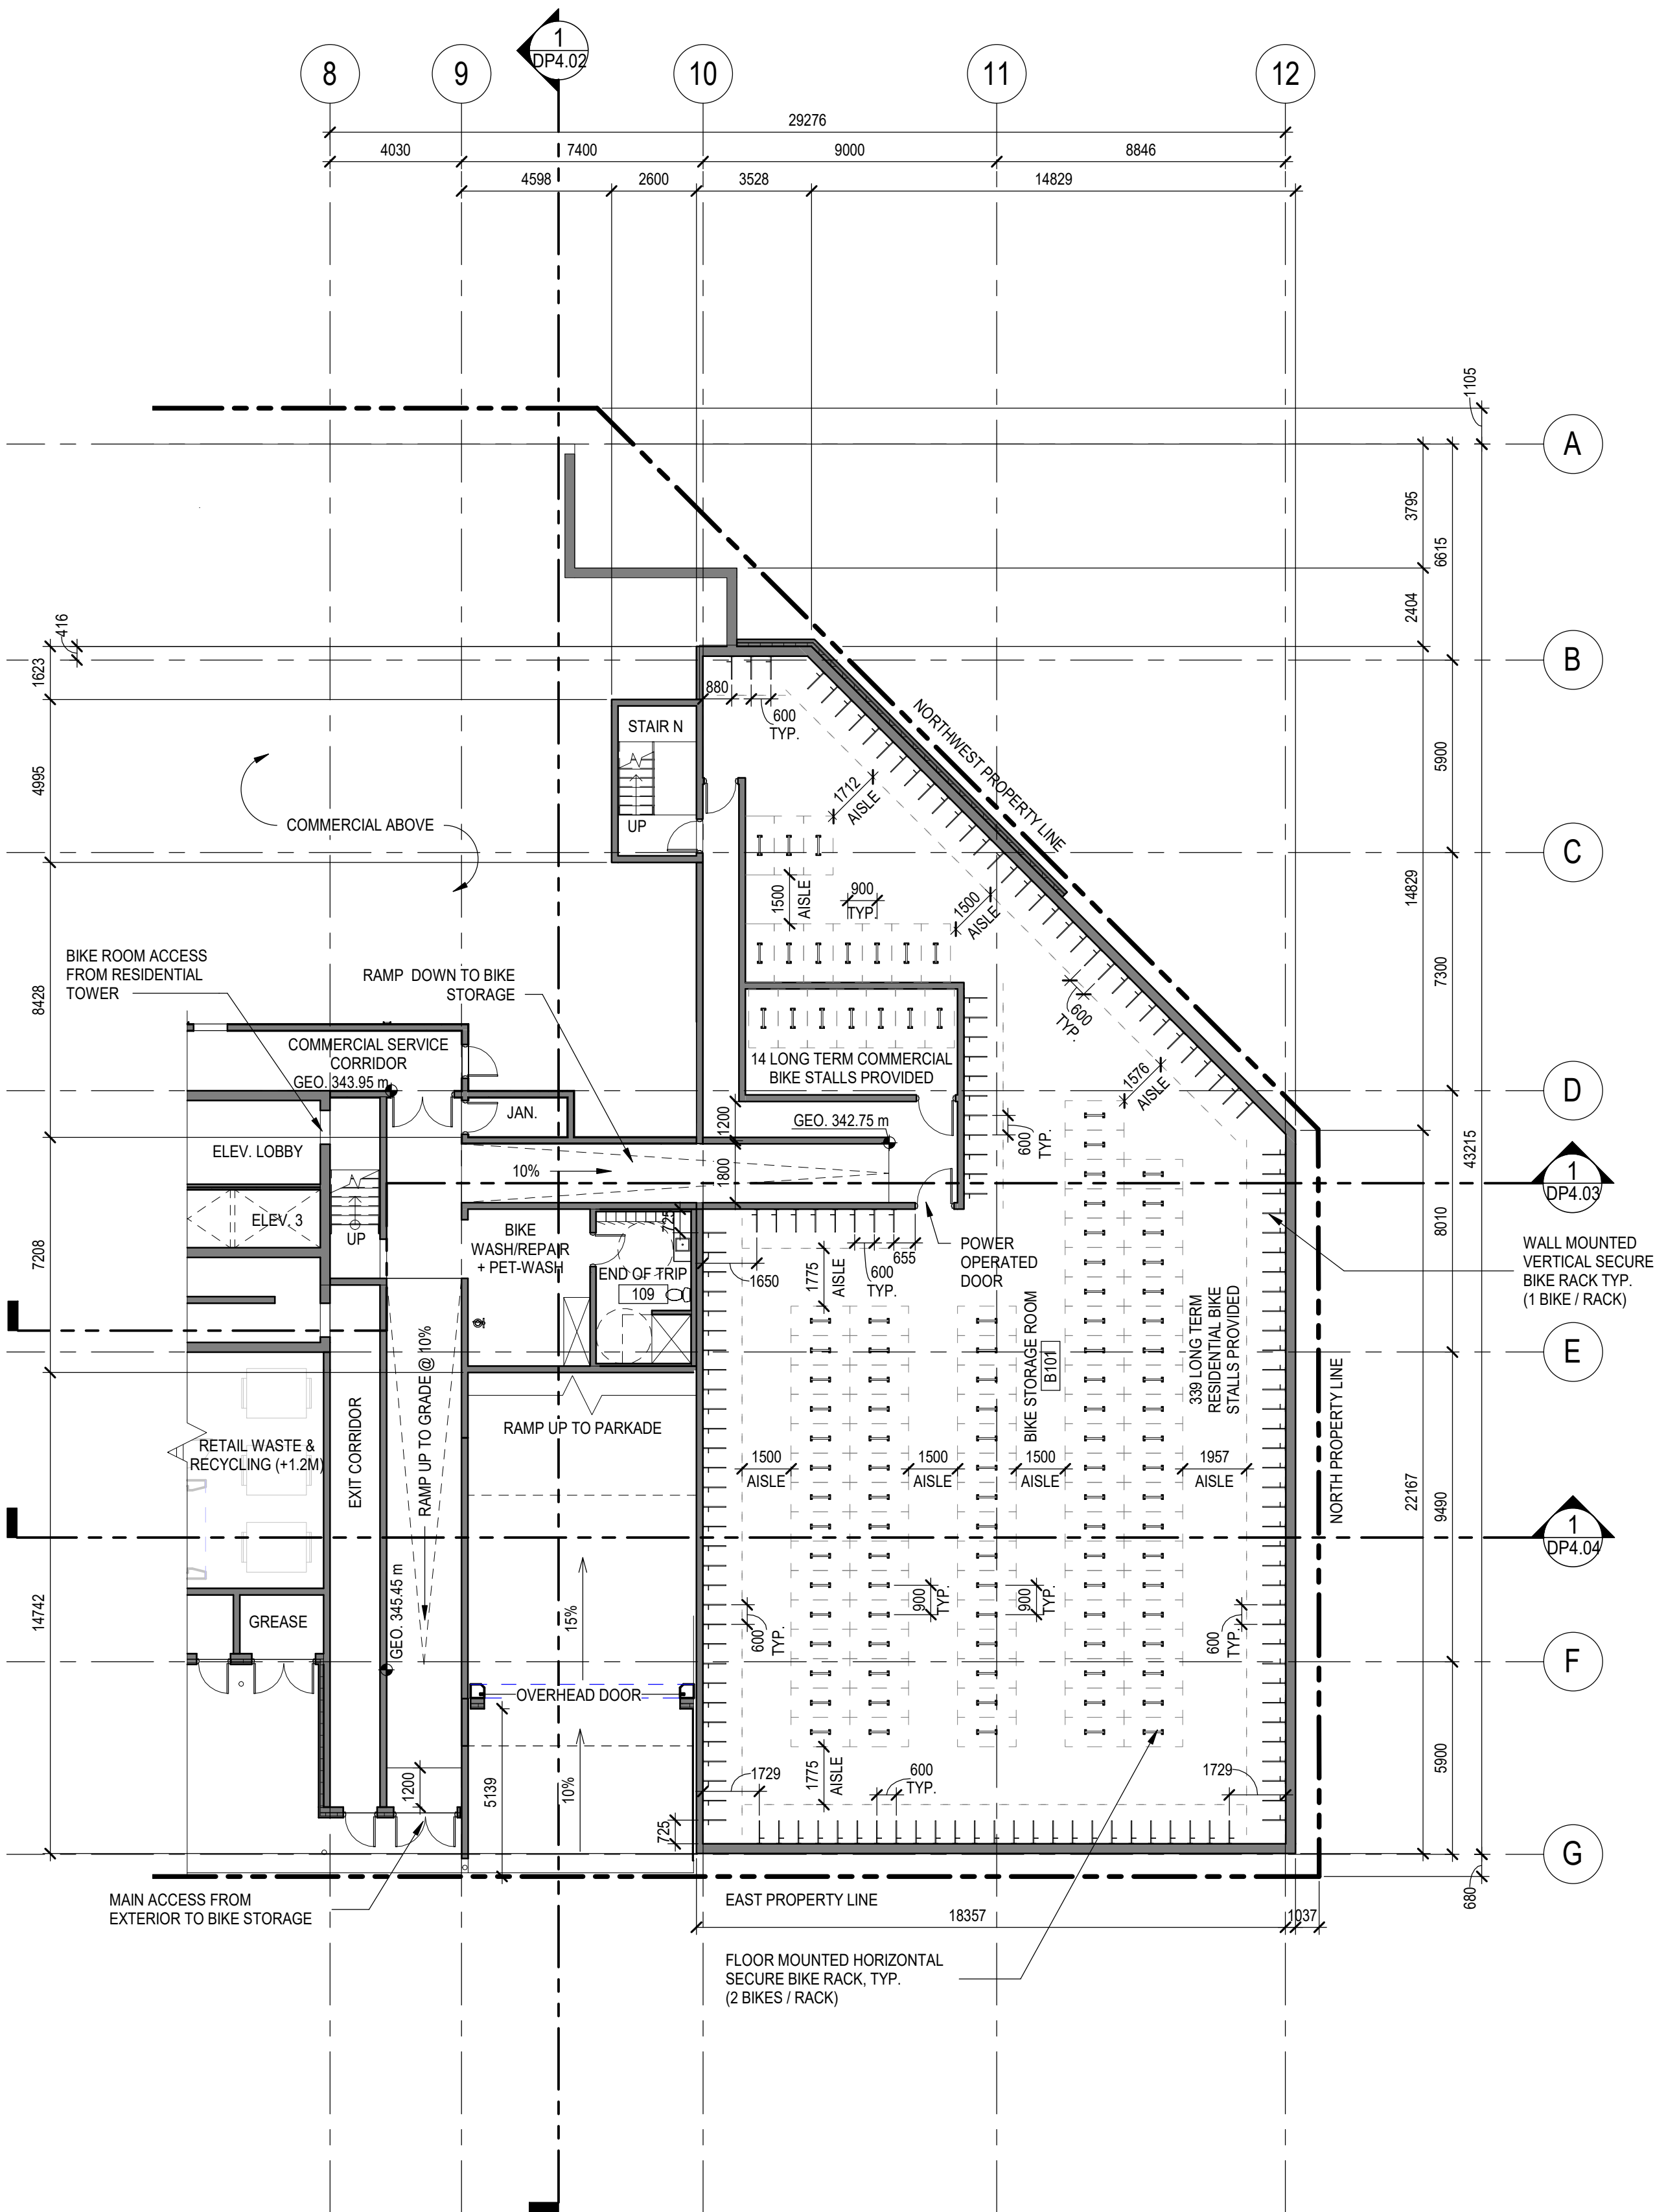 1
DP4.02
8
9
10
11
12
29276
4030
7400
9000
8846
4598
2600
3528
14829
1105
A
3795
6615
2404
416
1623
B
880
600
TYP.
STAIR N
NORTHWEST PROPERTY LINE
5900
4995
1712
AISLE
COMMERCIAL ABOVE
UP
C
1500
AISLE
900
TYP.
1500
AISLE
14829
BIKE ROOM ACCESS
FROM RESIDENTIAL
TOWER
RAMP DOWN TO BIKE
STORAGE
7300
8428
600
TYP.
COMMERCIAL SERVICE
CORRIDOR
GEO. 343.95 m
14 LONG TERM COMMERCIAL
BIKE STALLS PROVIDED
1576
AISLE
D
JAN.
1200
GEO. 342.75 m
600
TYP.
ELEV. LOBBY
10%
1800
43215
1
DP4.03
ELEV. 3
UP
BIKE
WASH/REPAIR
+ PET-WASH
725
END OF TRIP
109
1650
1775
AISLE
600
TYP.
655
POWER
OPERATED
DOOR
8010
WALL MOUNTED
VERTICAL SECURE
BIKE RACK TYP.
(1 BIKE / RACK)
7208
BIKE STORAGE ROOM
B101
339 LONG TERM
RESIDENTIAL BIKE
STALLS PROVIDED
E
NORTH PROPERTY LINE
RAMP UP TO GRADE @ 10%
RAMP UP TO PARKADE
RETAIL WASTE &
RECYCLING (+1.2M)
EXIT CORRIDOR
1500
AISLE
1500
AISLE
1500
AISLE
1957
AISLE
22167
9490
1
DP4.04
14742
GREASE
GEO. 345.45 m
15%
900
TYP.
900
TYP.
600
TYP.
600
TYP.
F
OVERHEAD DOOR
1200
5139
10%
1729
1775
AISLE
600
TYP.
1729
5900
725
G
MAIN ACCESS FROM
EXTERIOR TO BIKE STORAGE
EAST PROPERTY LINE
680
18357
1037
FLOOR MOUNTED HORIZONTAL
SECURE BIKE RACK, TYP.
(2 BIKES / RACK)